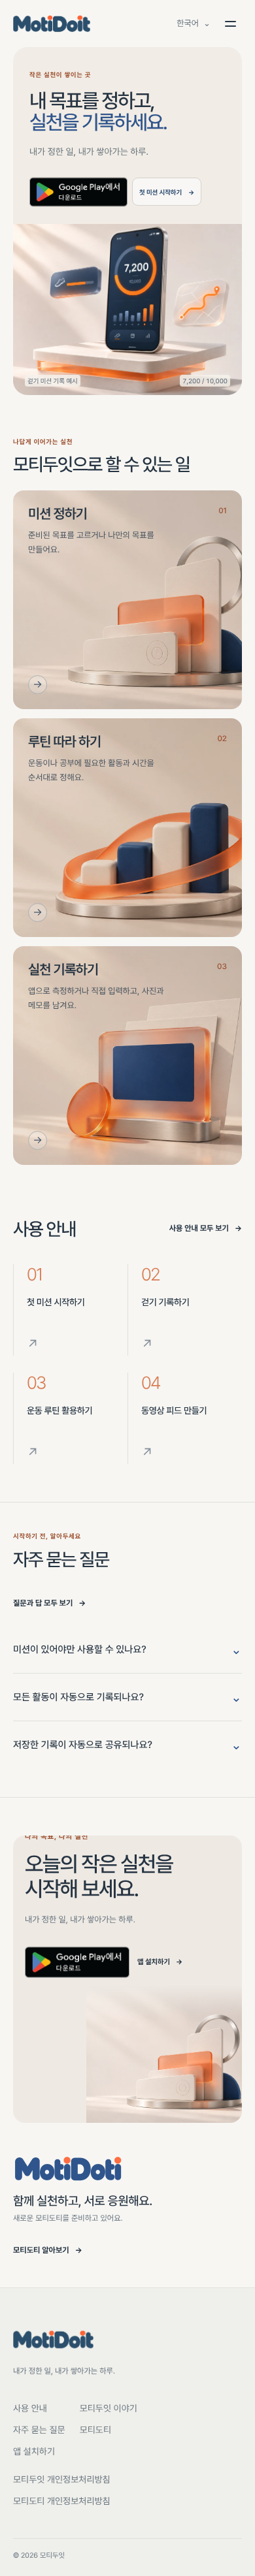 MotiDoit
한국어
작은 실천이 쌓이는 곳
내 목표를 정하고,
실천을 기록하세요.
내가 정한 일, 내가 쌓아가는 하루.
Google Play에서
다운로드
첫 미션 시작하기 →
7,200
걷기 미션 기록 예시
7,200 / 10,000
나답게 이어가는 실천
모티두잇으로 할 수 있는 일
미션 정하기
01
준비된 목표를 고르거나 나만의 목표를
만들어요.
→
루틴 따라 하기
02
운동이나 공부에 필요한 활동과 시간을
순서대로 정해요.
→
실천 기록하기
03
앱으로 측정하거나 직접 입력하고, 사진과
메모를 남겨요.
→
사용 안내
사용 안내 모두 보기 →
01
첫 미션 시작하기
↗
02
걷기 기록하기
↗
03
운동 루틴 활용하기
↗
04
동영상 피드 만들기
↗
시작하기 전, 알아두세요
자주 묻는 질문
질문과 답 모두 보기 →
미션이 있어야만 사용할 수 있나요?
모든 활동이 자동으로 기록되나요?
저장한 기록이 자동으로 공유되나요?
나의 목표, 나의 실천
오늘의 작은 실천을
시작해 보세요.
내가 정한 일, 내가 쌓아가는 하루.
Google Play에서
다운로드
앱 설치하기 →
MotiDoti
함께 실천하고, 서로 응원해요.
새로운 모티도티를 준비하고 있어요.
모티도티 알아보기 →
MotiDoit
내가 정한 일, 내가 쌓아가는 하루.
사용 안내
모티두잇 이야기
자주 묻는 질문
모티도티
앱 설치하기
모티두잇 개인정보처리방침
모티도티 개인정보처리방침
© 2026 모티두잇